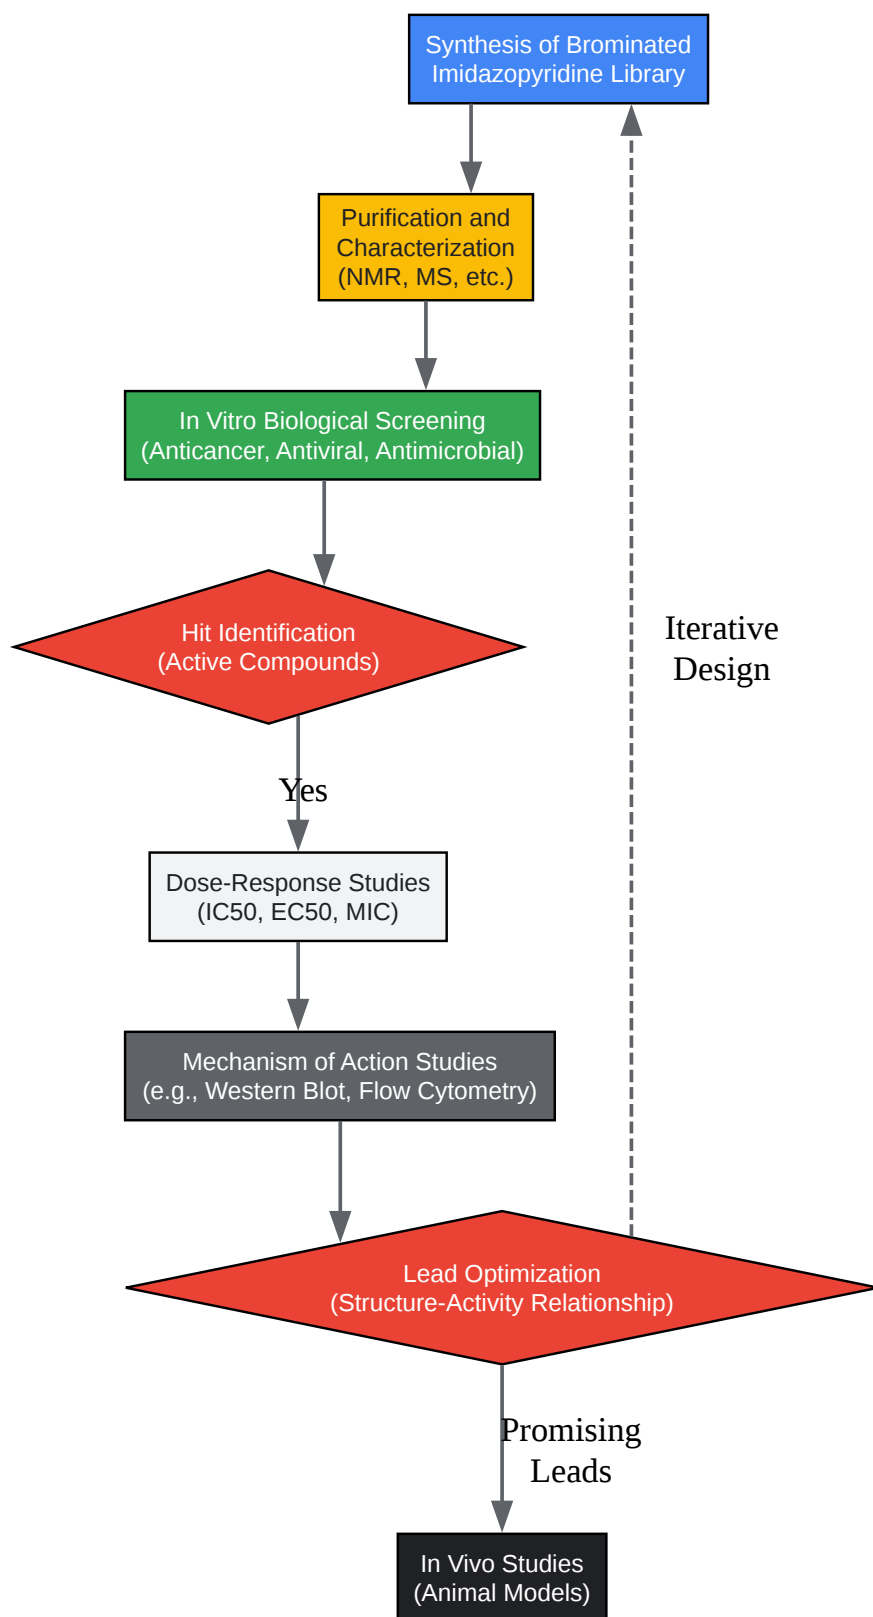 Synthesis of Brominated
Imidazopyridine Library
Purification and
Characterization
(NMR, MS, etc.)
In Vitro Biological Screening
(Anticancer, Antiviral, Antimicrobial)
Hit Identification
(Active Compounds)
Iterative
Design
Yes
Dose-Response Studies
(IC50, EC50, MIC)
Mechanism of Action Studies
(e.g., Western Blot, Flow Cytometry)
Lead Optimization
(Structure-Activity Relationship)
Promising
Leads
In Vivo Studies
(Animal Models)